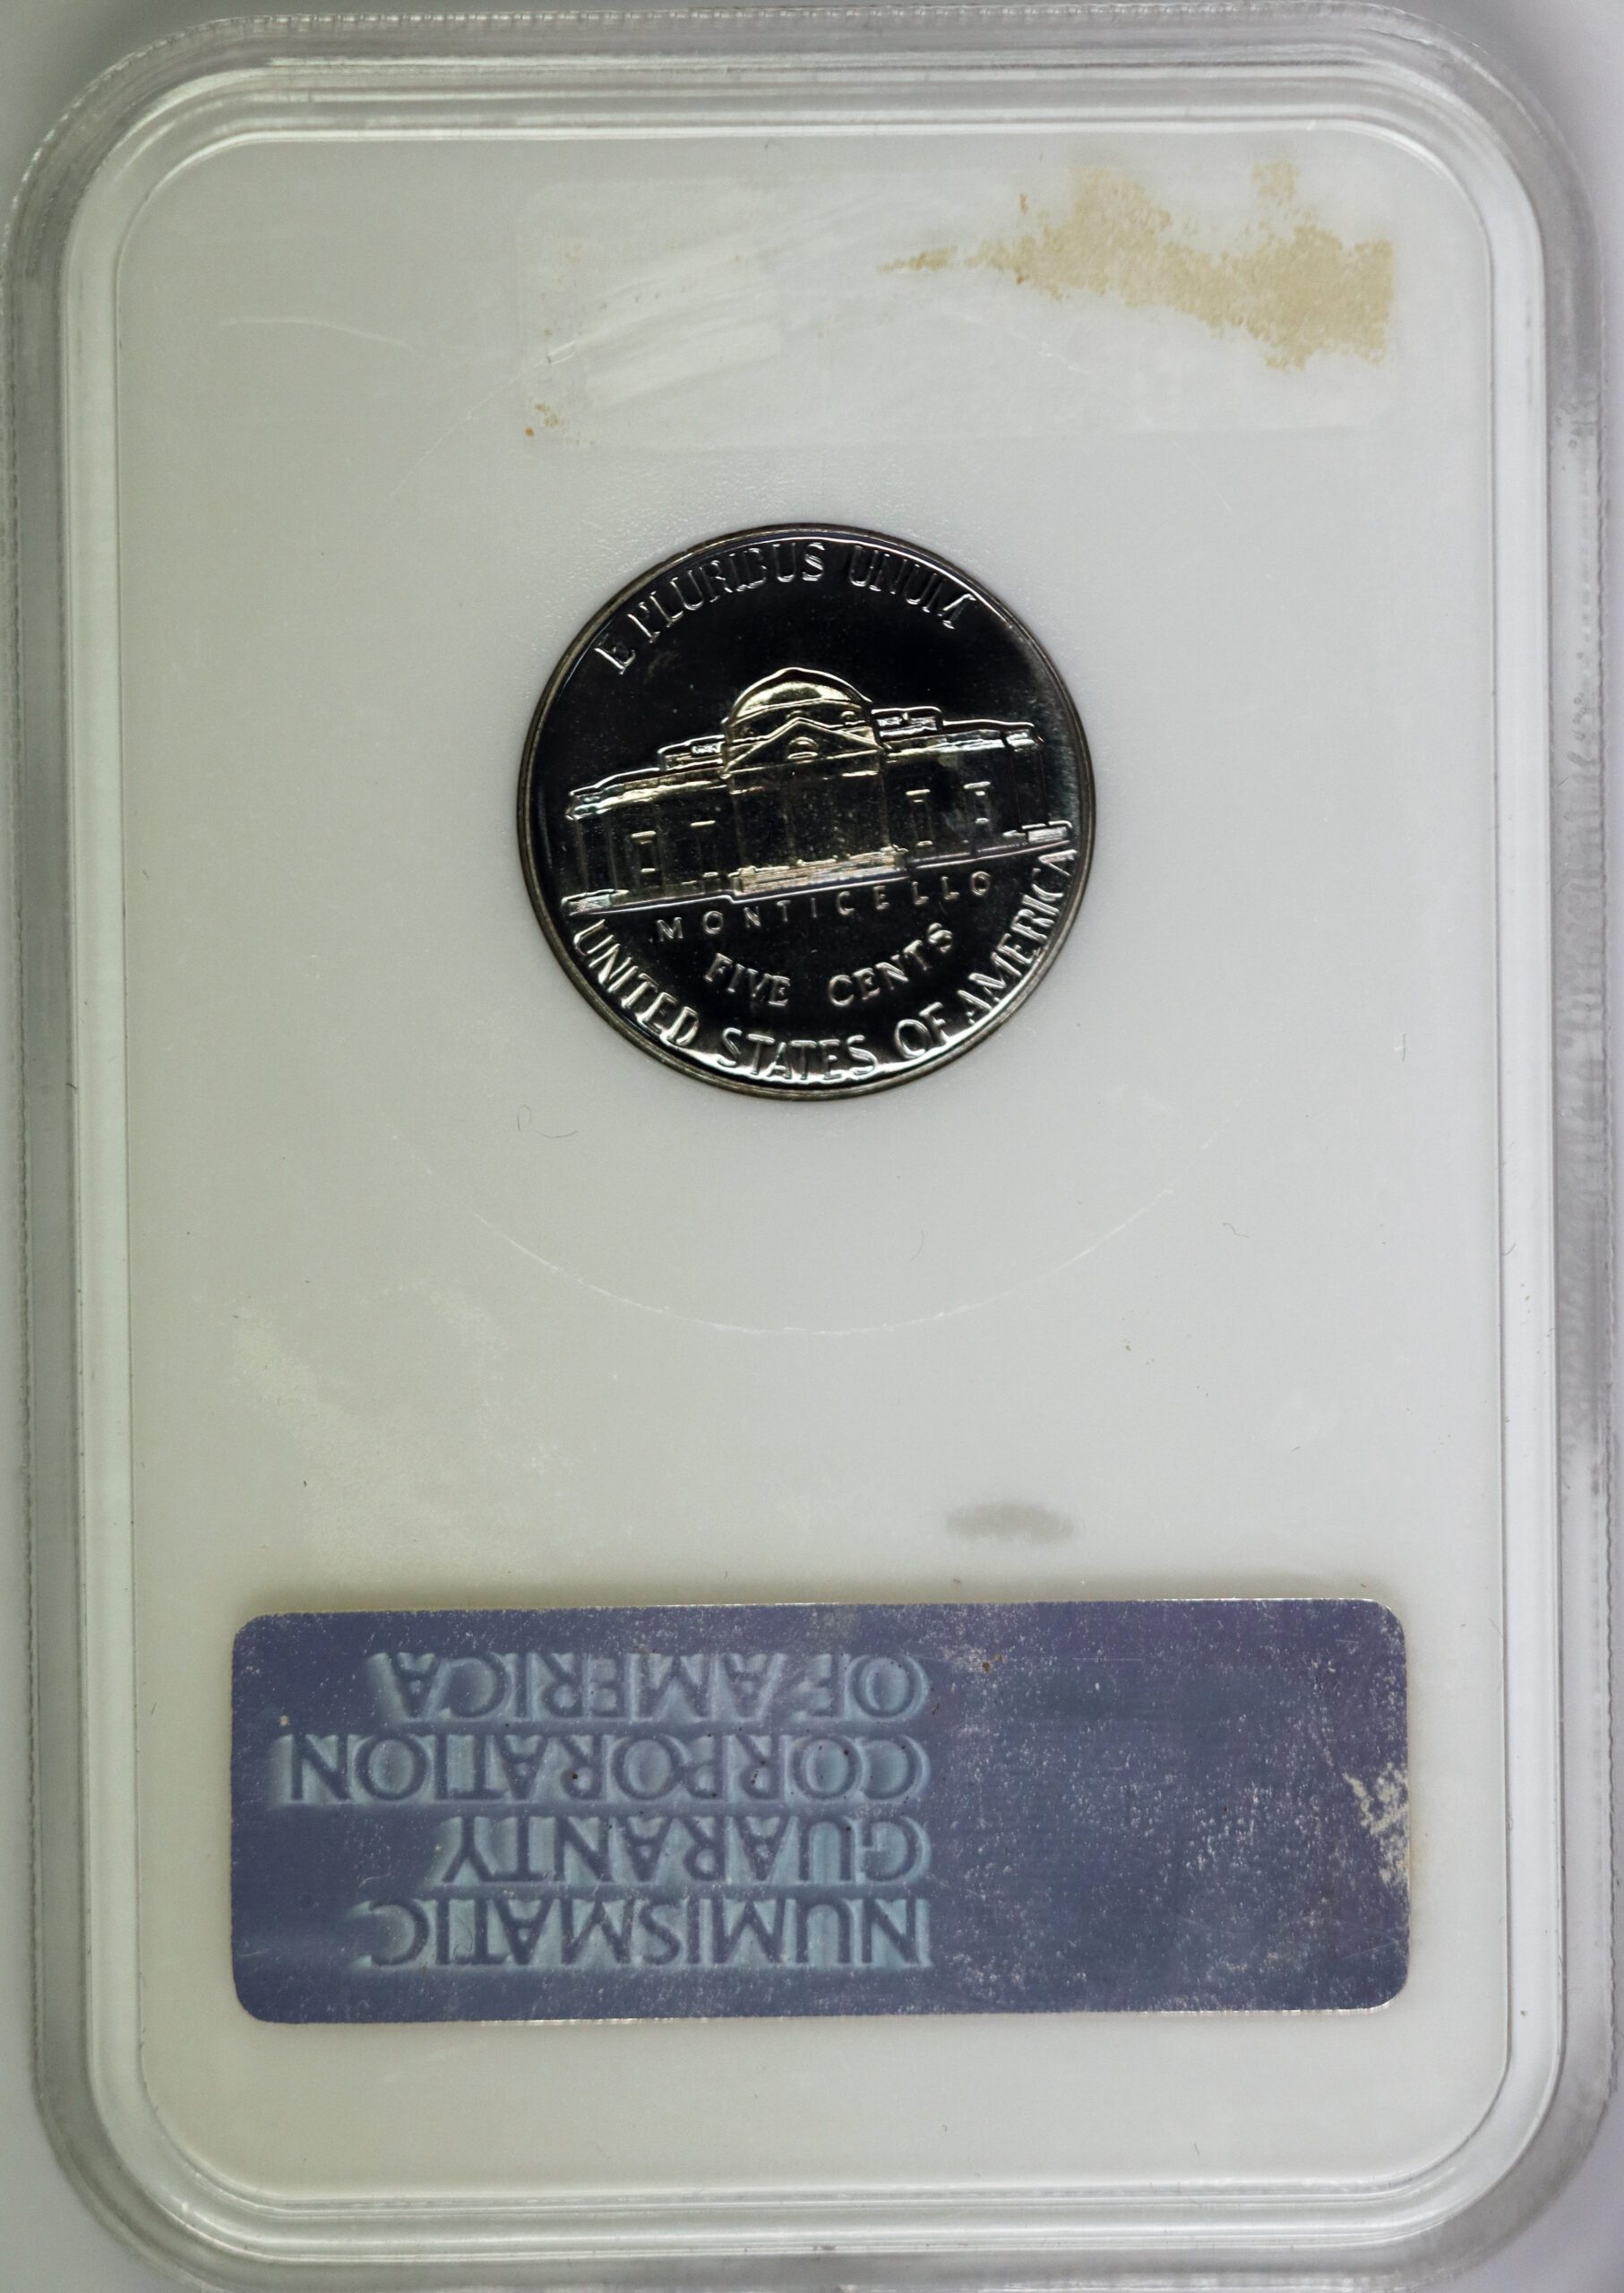 E PLURIBUS UNUM
MONTICELLO
FIVE CENTS
UNITED STATES OF AMERICA
NUMISMATIC
GUARANTY
CORPORATION
OF AMERICA